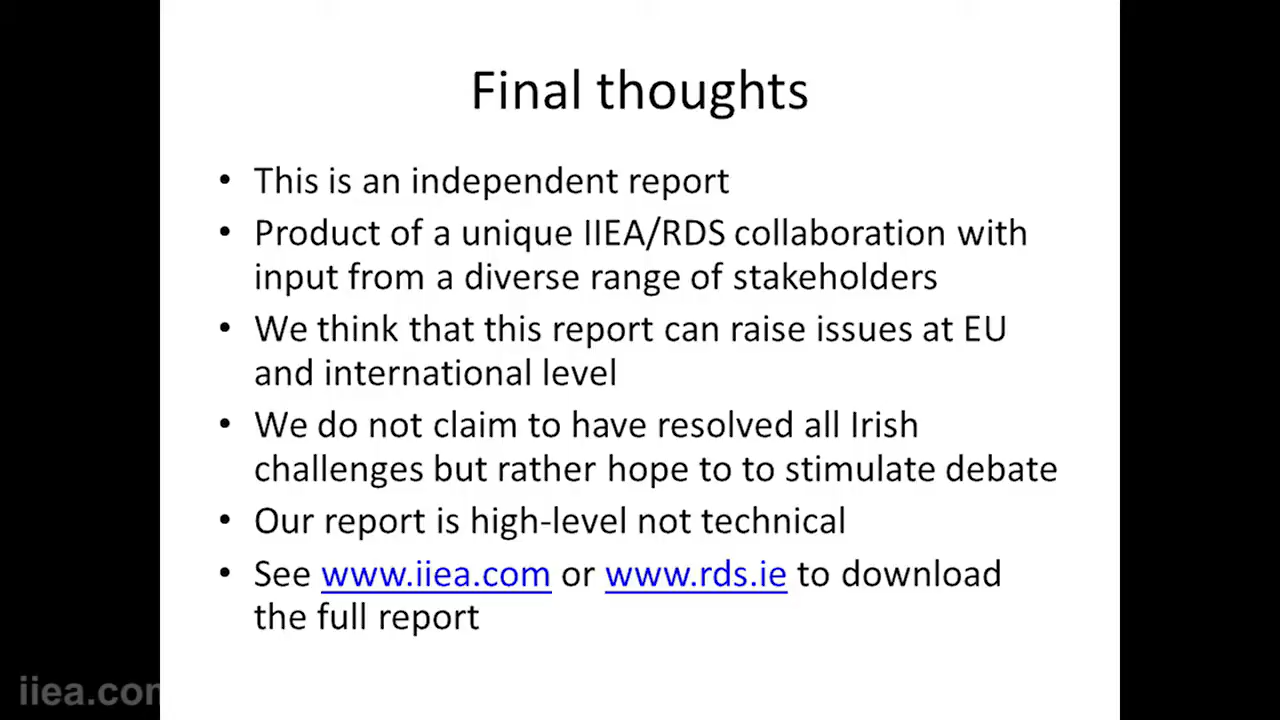 Final thoughts
• This is an independent report
• Product of a unique IIEA/RDS collaboration with
input from a diverse range of stakeholders
• We think that this report can raise issues at EU
and international level
• We do not claim to have resolved all Irish
challenges but rather hope to to stimulate debate
• Our report is high-level not technical
• See www.iiea.com or www.rds.ie to download
the full report
iiea.com